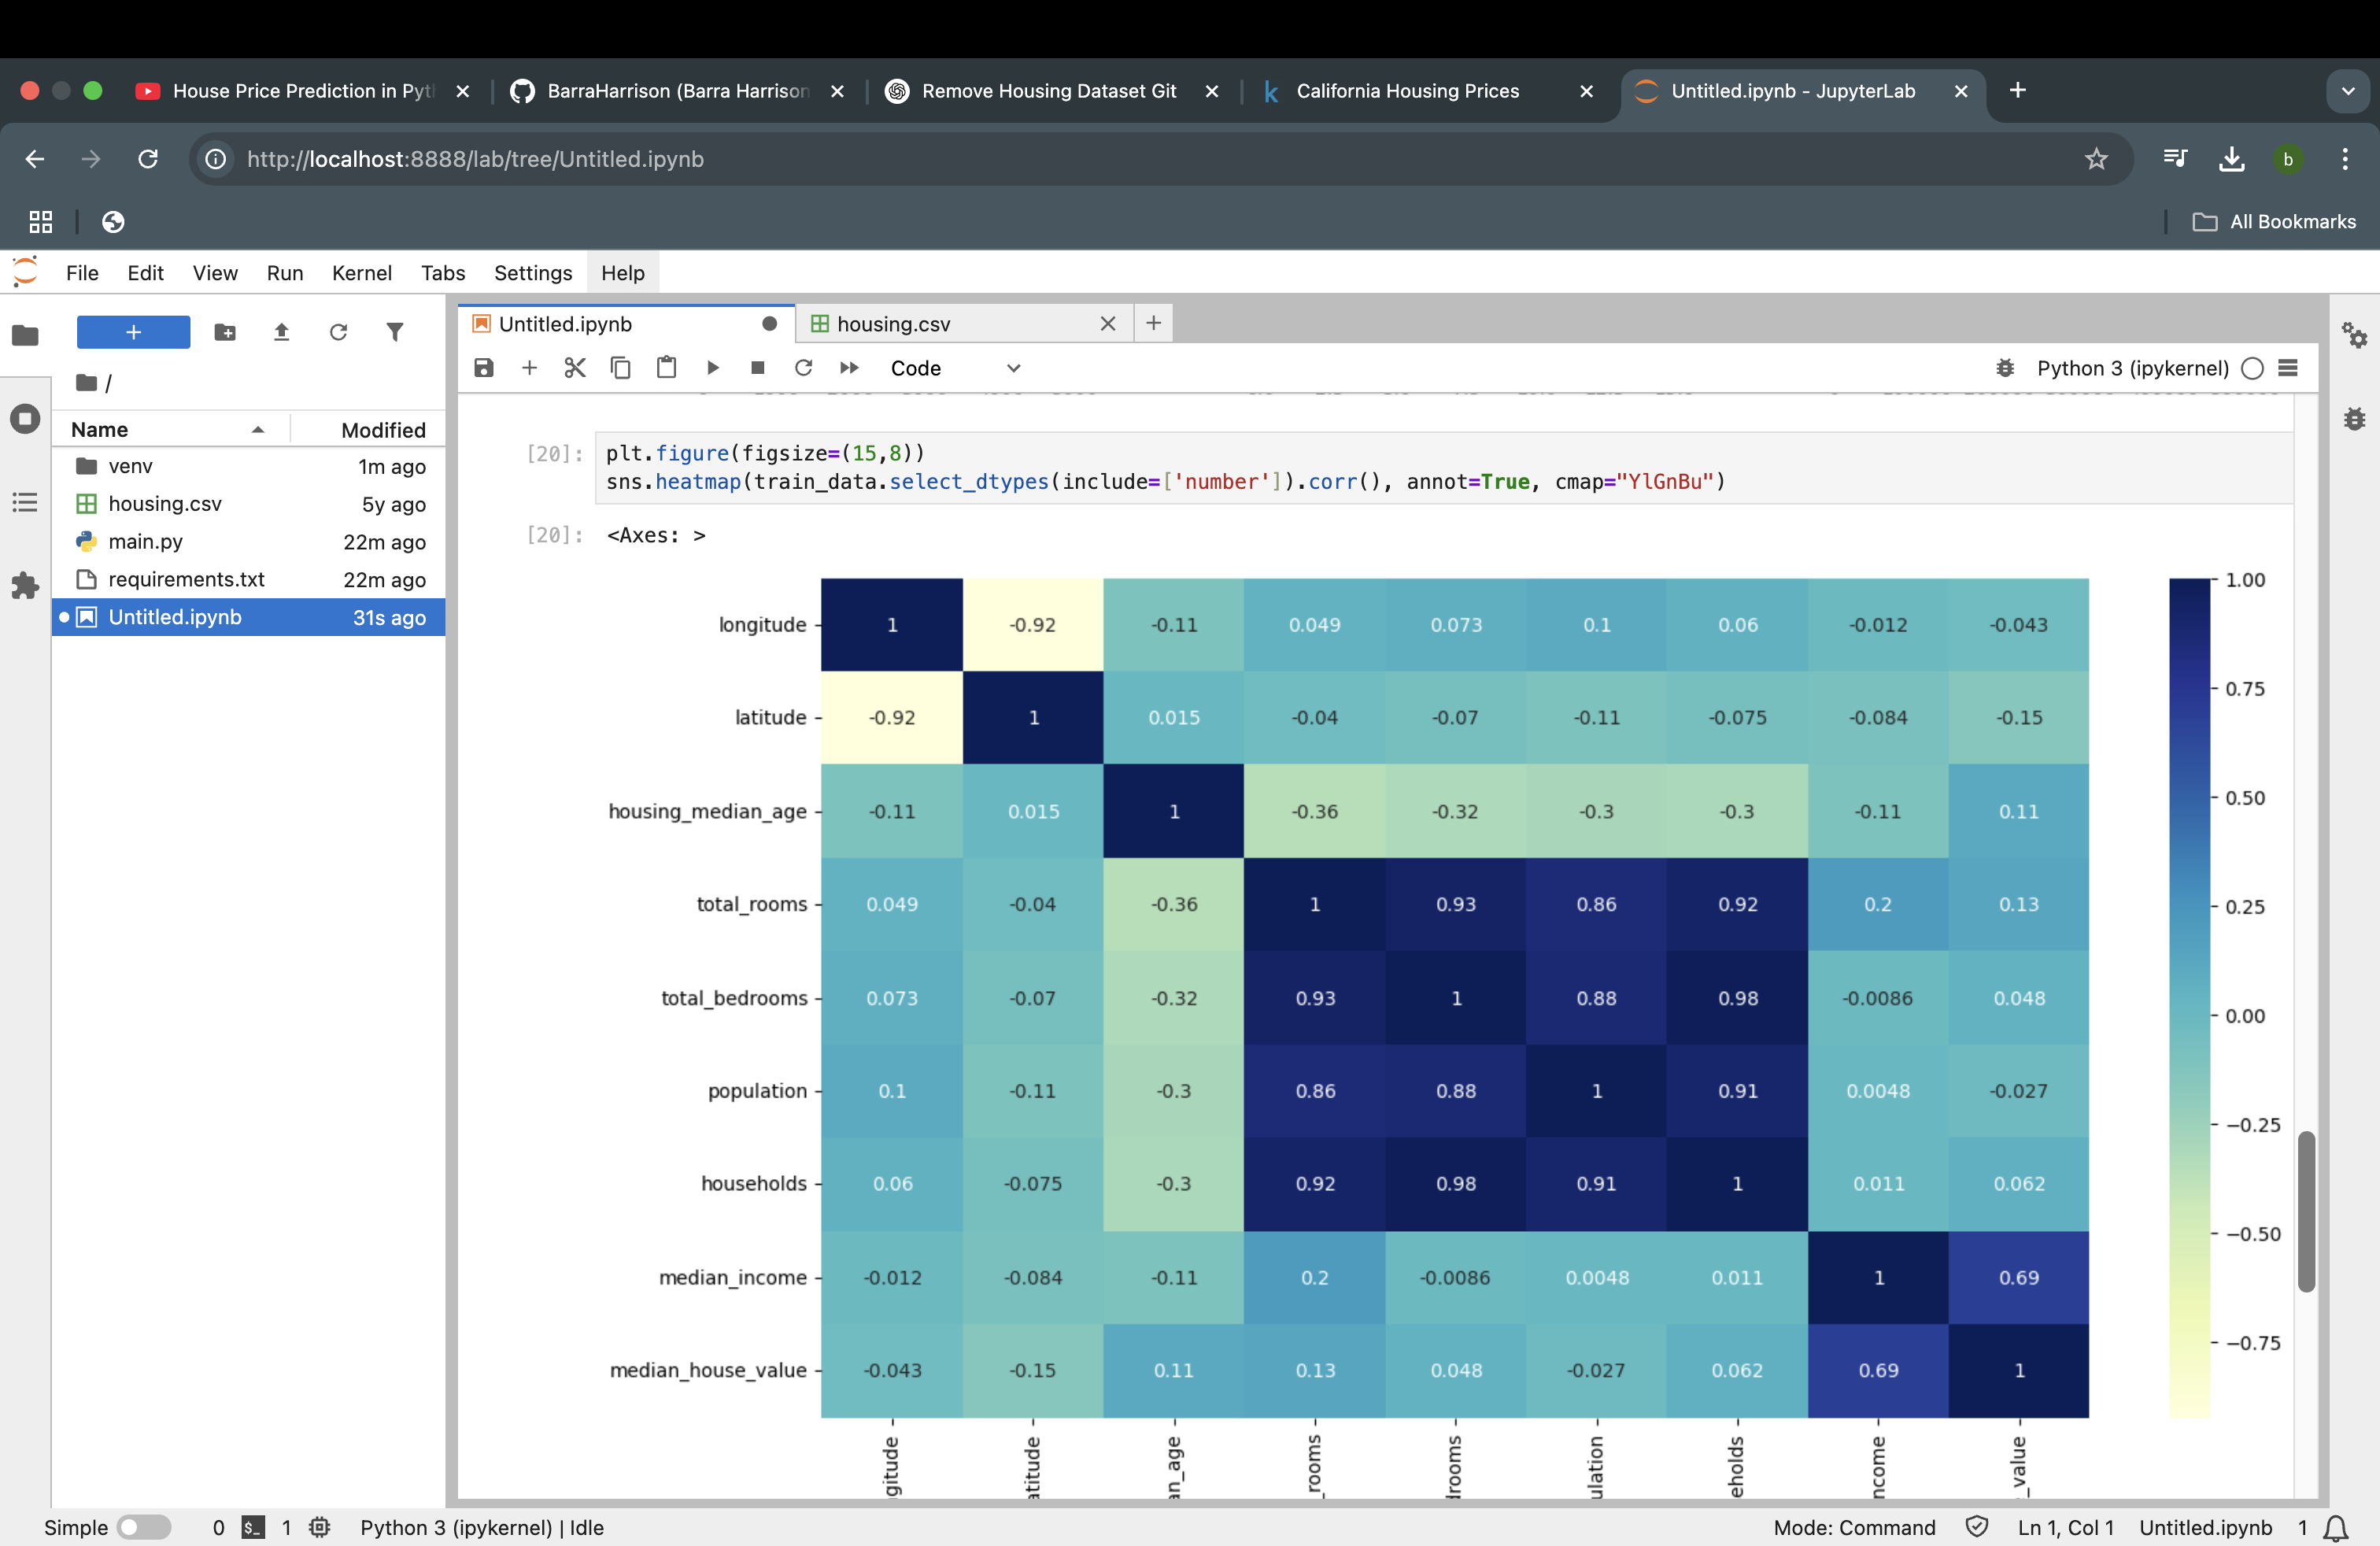 House Price Prediction in Pyt
BarraHarrison (Barra Harrison
Remove Housing Dataset Git
California Housing Prices
Untitled.ipynb - JupyterLab
http://localhost:8888/lab/tree/Untitled.ipynb
b
All Bookmarks
File Edit View Run Kernel Tabs Settings Help
Untitled.ipynb
housing.csv
Code
Python 3 (ipykernel)
/
Name Modified
venv 1m ago
housing.csv 5y ago
main.py 22m ago
requirements.txt 22m ago
Untitled.ipynb 31s ago
[20]: plt.figure(figsize=(15,8))
sns.heatmap(train_data.select_dtypes(include=['number']).corr(), annot=True, cmap="YlGnBu")
[20]: <Axes: >
longitude 1 -0.92 -0.11 0.049 0.073 0.1 0.06 -0.012 -0.043
latitude -0.92 1 0.015 -0.04 -0.07 -0.11 -0.075 -0.084 -0.15
housing_median_age -0.11 0.015 1 -0.36 -0.32 -0.3 -0.3 -0.11 0.11
total_rooms 0.049 -0.04 -0.36 1 0.93 0.86 0.92 0.2 0.13
total_bedrooms 0.073 -0.07 -0.32 0.93 1 0.88 0.98 -0.0086 0.048
population 0.1 -0.11 -0.3 0.86 0.88 1 0.91 0.0048 -0.027
households 0.06 -0.075 -0.3 0.92 0.98 0.91 1 0.011 0.062
median_income -0.012 -0.084 -0.11 0.2 -0.0086 0.0048 0.011 1 0.69
median_house_value -0.043 -0.15 0.11 0.13 0.048 -0.027 0.062 0.69 1
gitude
atitude
an_age
_rooms
drooms
ulation
eholds
ncome
_value
1.00
0.75
0.50
0.25
0.00
−0.25
−0.50
−0.75
Simple 0 $_ 1 Python 3 (ipykernel) | Idle Mode: Command Ln 1, Col 1 Untitled.ipynb 1